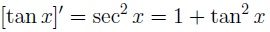 [tan x]′ = sec² x = 1 + tan² x